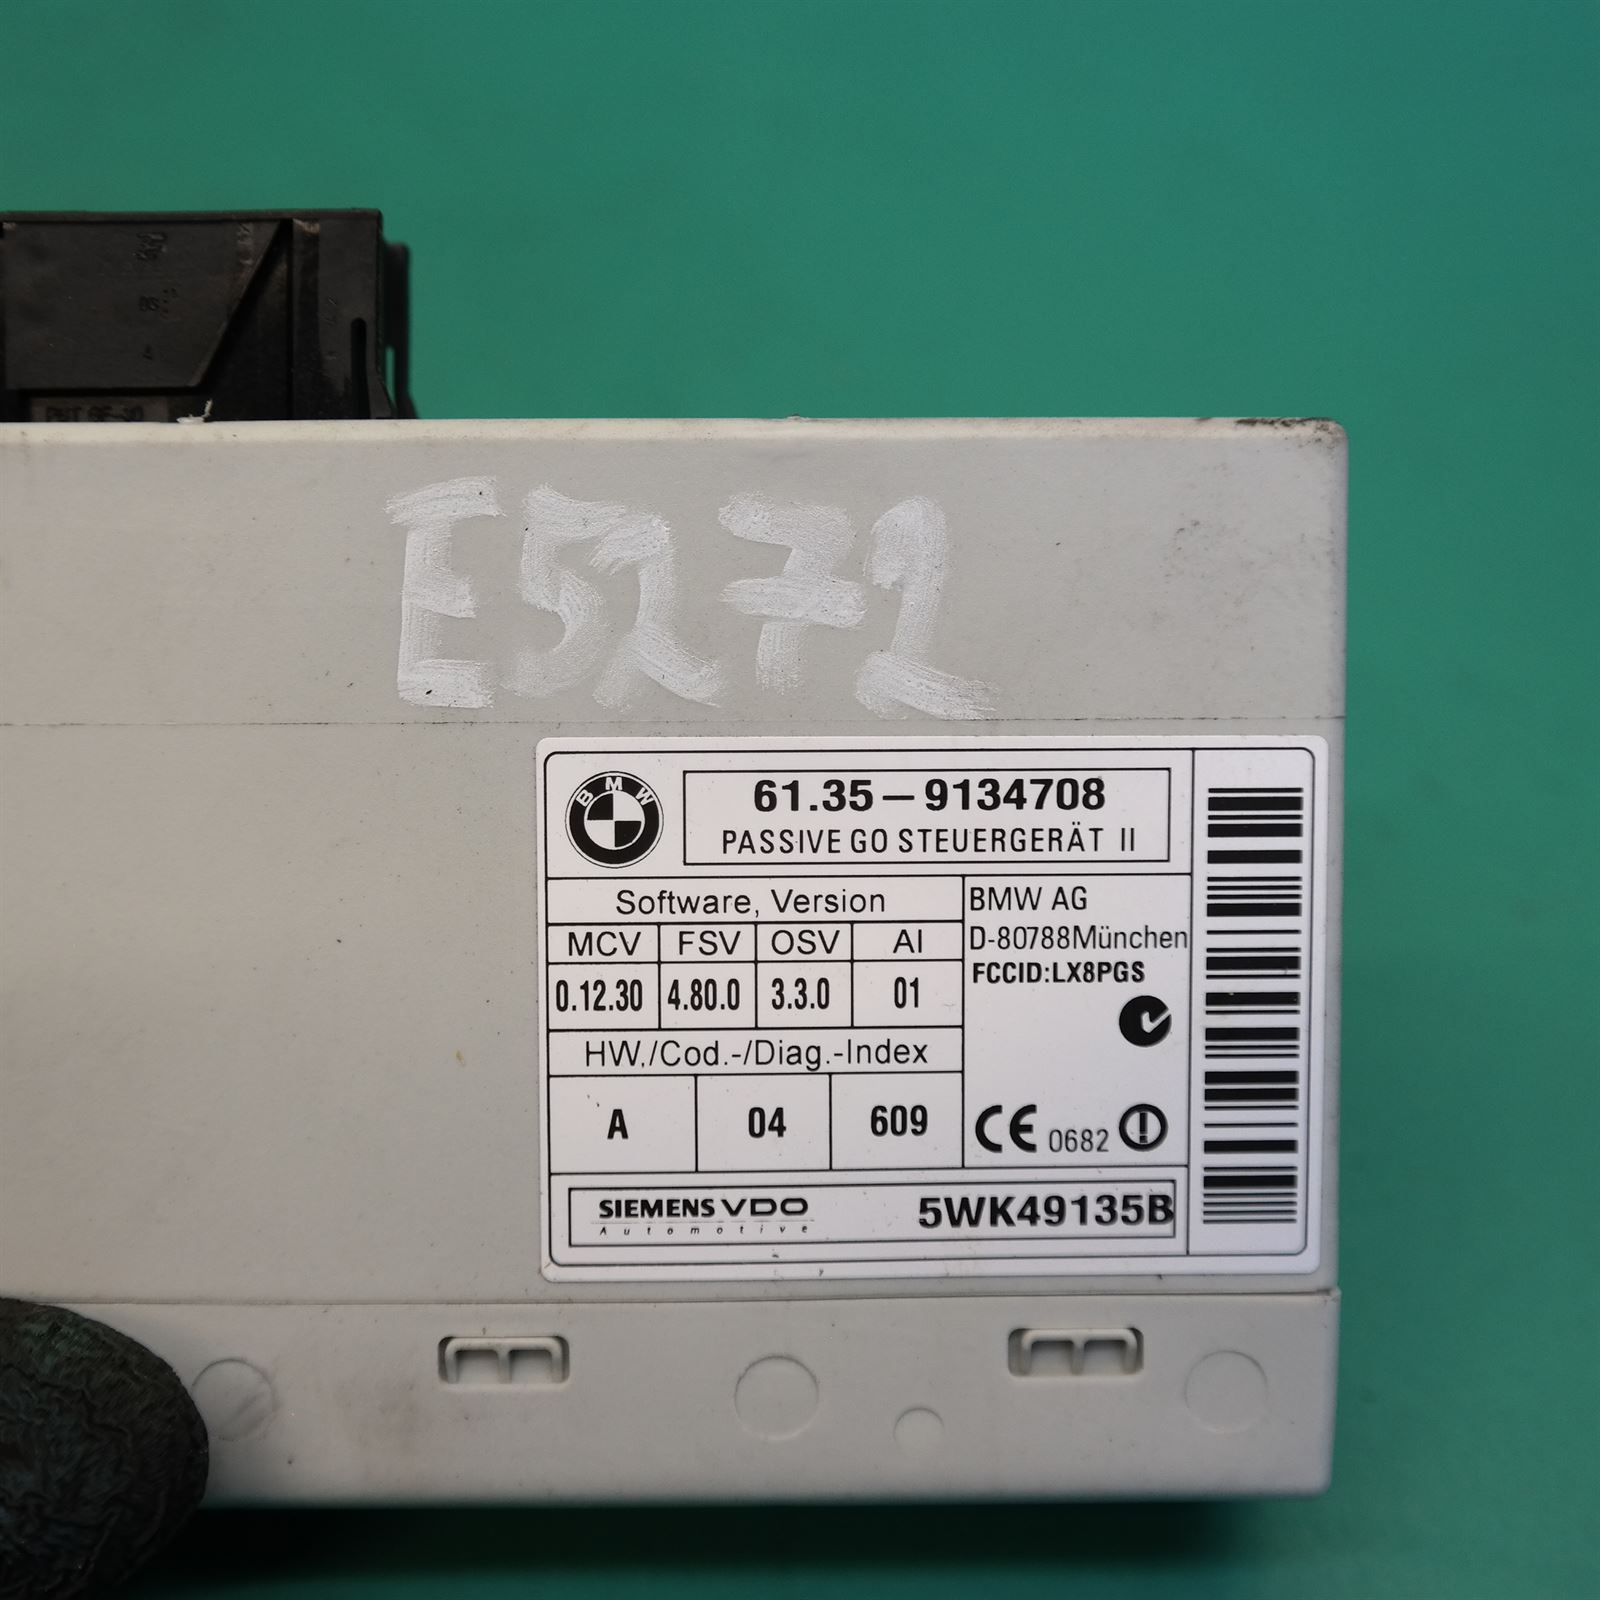 E5272
BMW
61.35-9134708
PASSIVE GO STEUERGERÄT II
Software, Version
MCV FSV OSV AI
0.12.30 4.80.0 3.3.0 01
HW./Cod.-/Diag.-Index
A 04 609
BMW AG
D-80788München
FCCID:LX8PGS
CE 0682
SIEMENS VDO
Automotive
5WK49135B